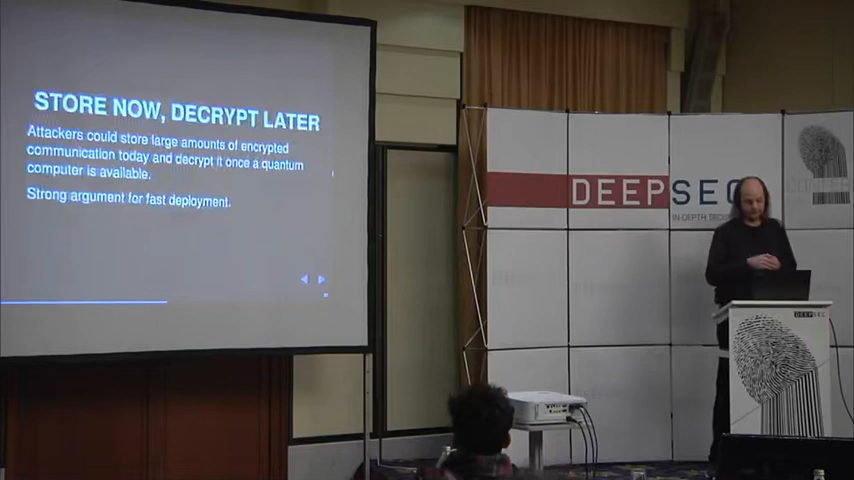 STORE NOW, DECRYPT LATER
Attackers could store large amounts of encrypted
communication today and decrypt it once a quantum
computer is available.
Strong argument for fast deployment.
DEEPSEC
IN-DEPTH
DEEPSEC